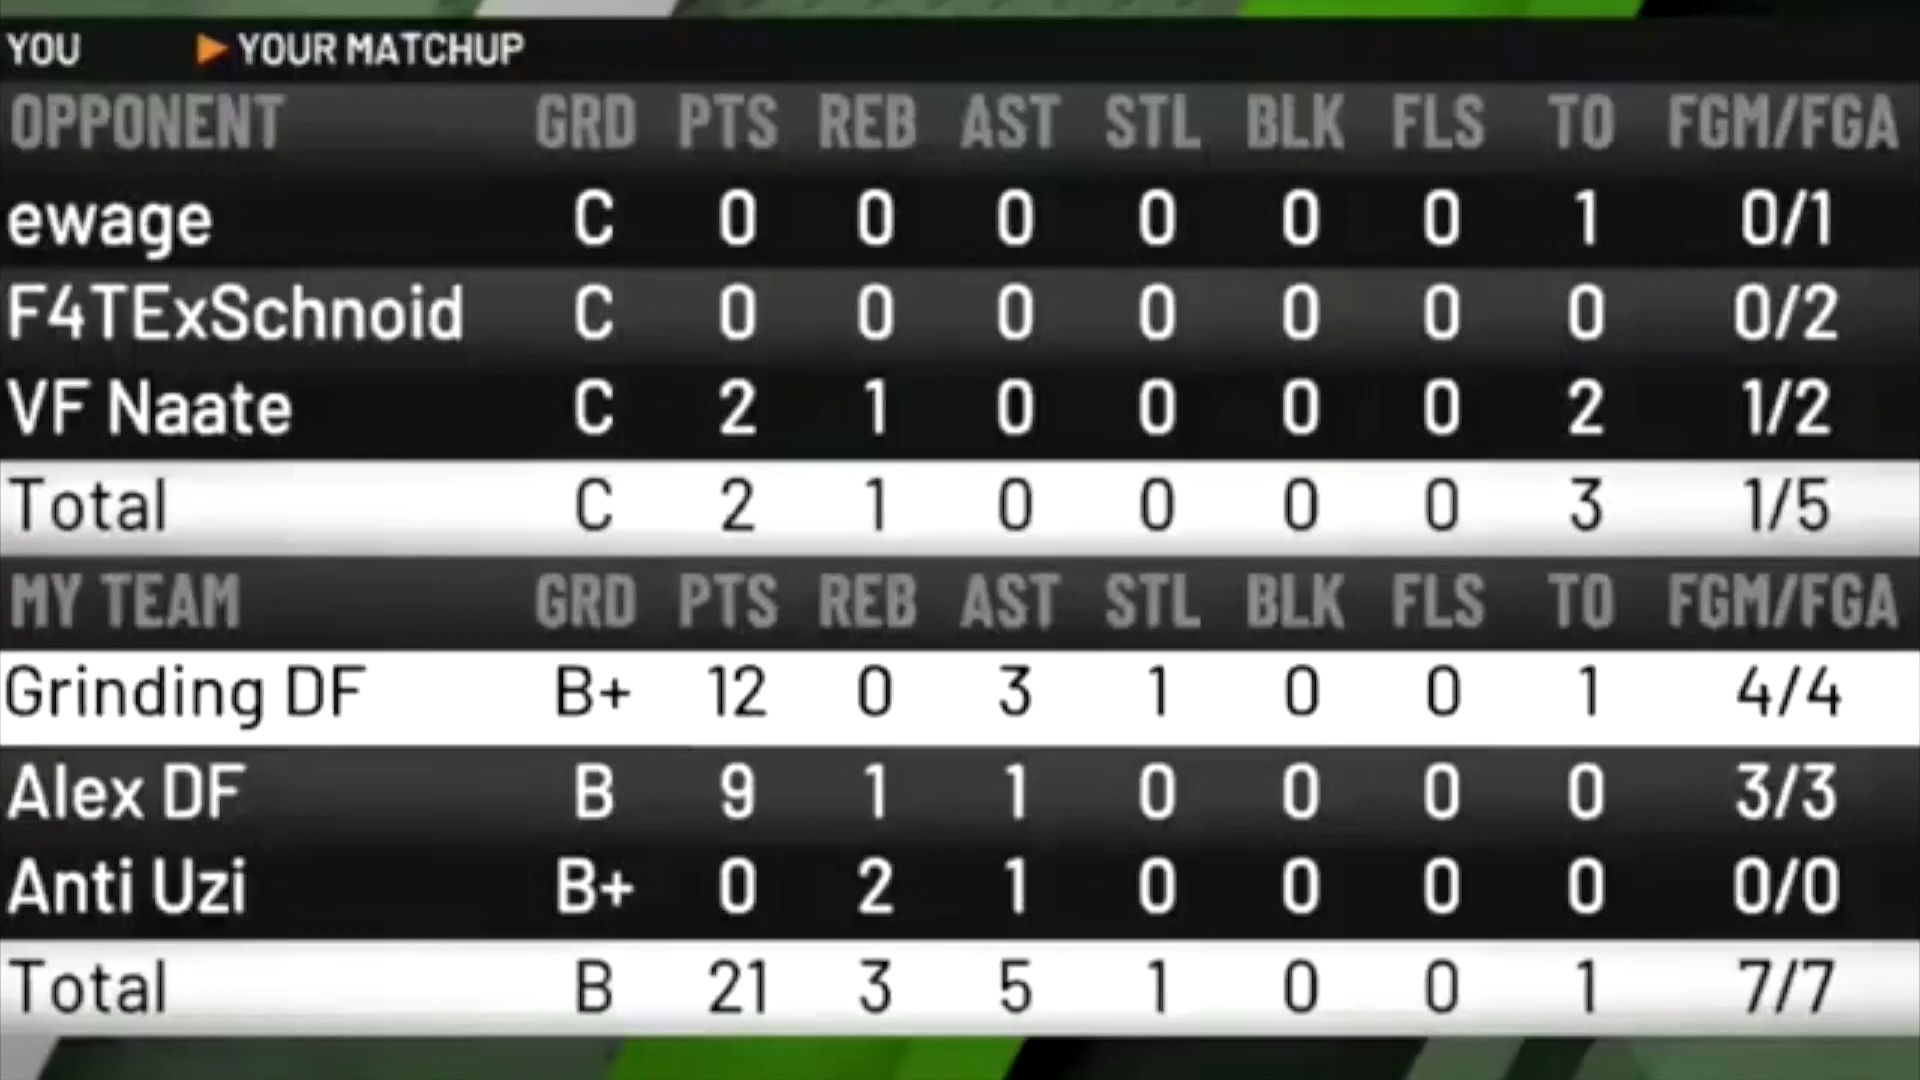 YOU YOUR MATCHUP
OPPONENT GRD PTS REB AST STL BLK FLS TO FGM/FGA
ewage C 0 0 0 0 0 0 1 0/1
F4TExSchnoid C 0 0 0 0 0 0 0 0/2
VF Naate C 2 1 0 0 0 0 2 1/2
Total C 2 1 0 0 0 0 3 1/5
MY TEAM GRD PTS REB AST STL BLK FLS TO FGM/FGA
Grinding DF B+ 12 0 3 1 0 0 1 4/4
Alex DF B 9 1 1 0 0 0 0 3/3
Anti Uzi B+ 0 2 1 0 0 0 0 0/0
Total B 21 3 5 1 0 0 1 7/7